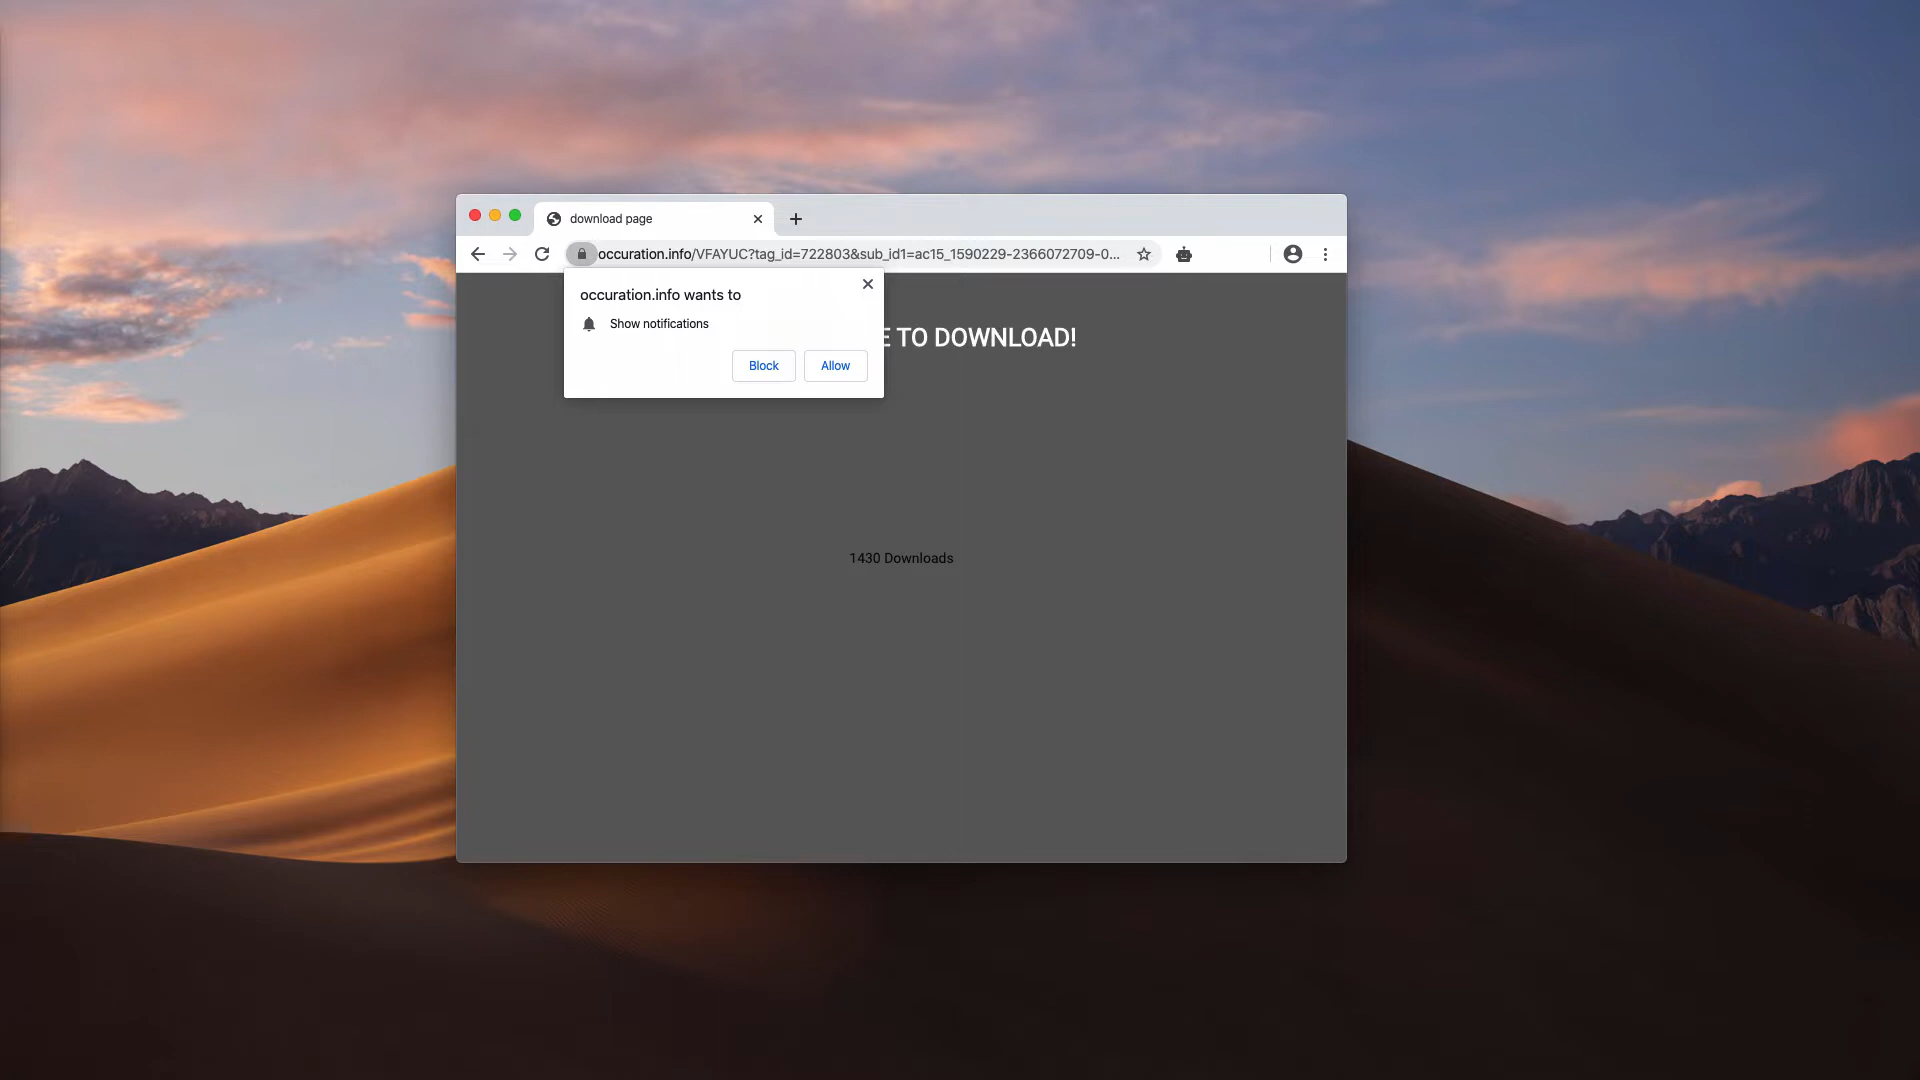 download page
occuration.info/VFAYUC?tag_id=722803&sub_id1=ac15_1590229-2366072709-0...
occuration.info wants to
Show notifications
Block
Allow
E TO DOWNLOAD!
1430 Downloads